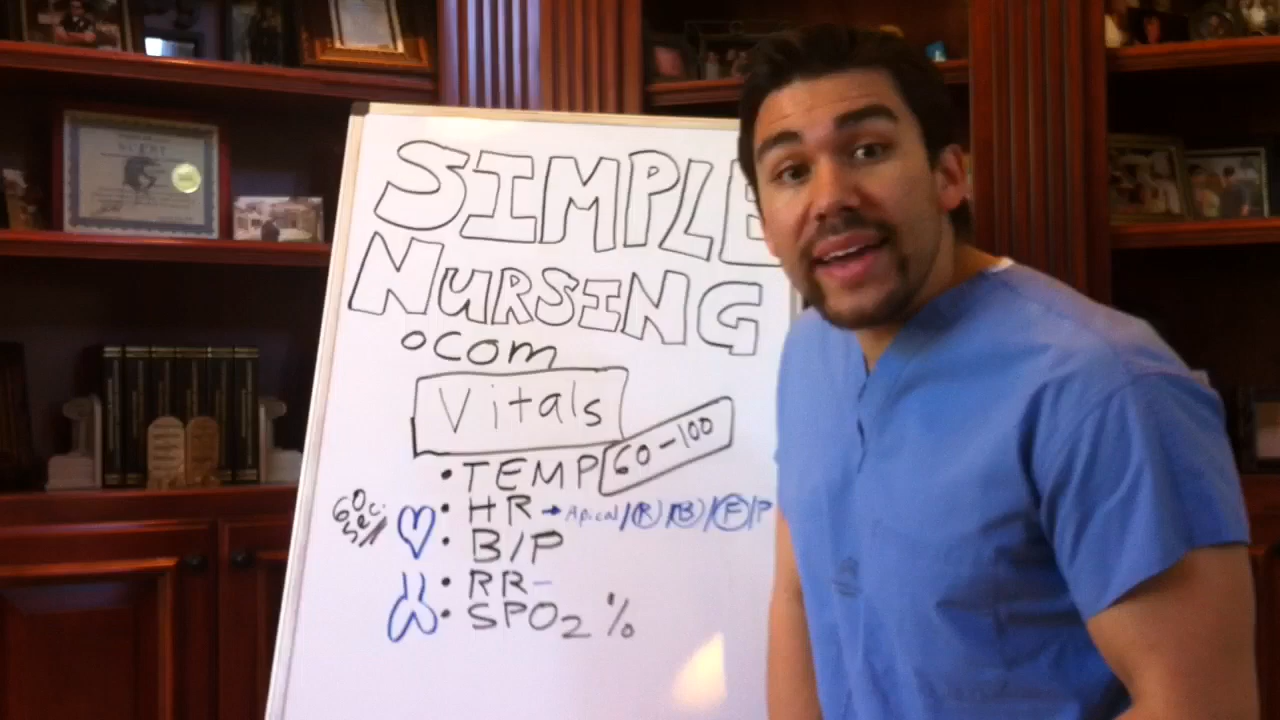 SIMPLE
NURSING
.COM
Vitals
60-100
• TEMP
60 sec.
• HR → Apical/R/B/F/P
• B/P
• RR-
• SPO2 %